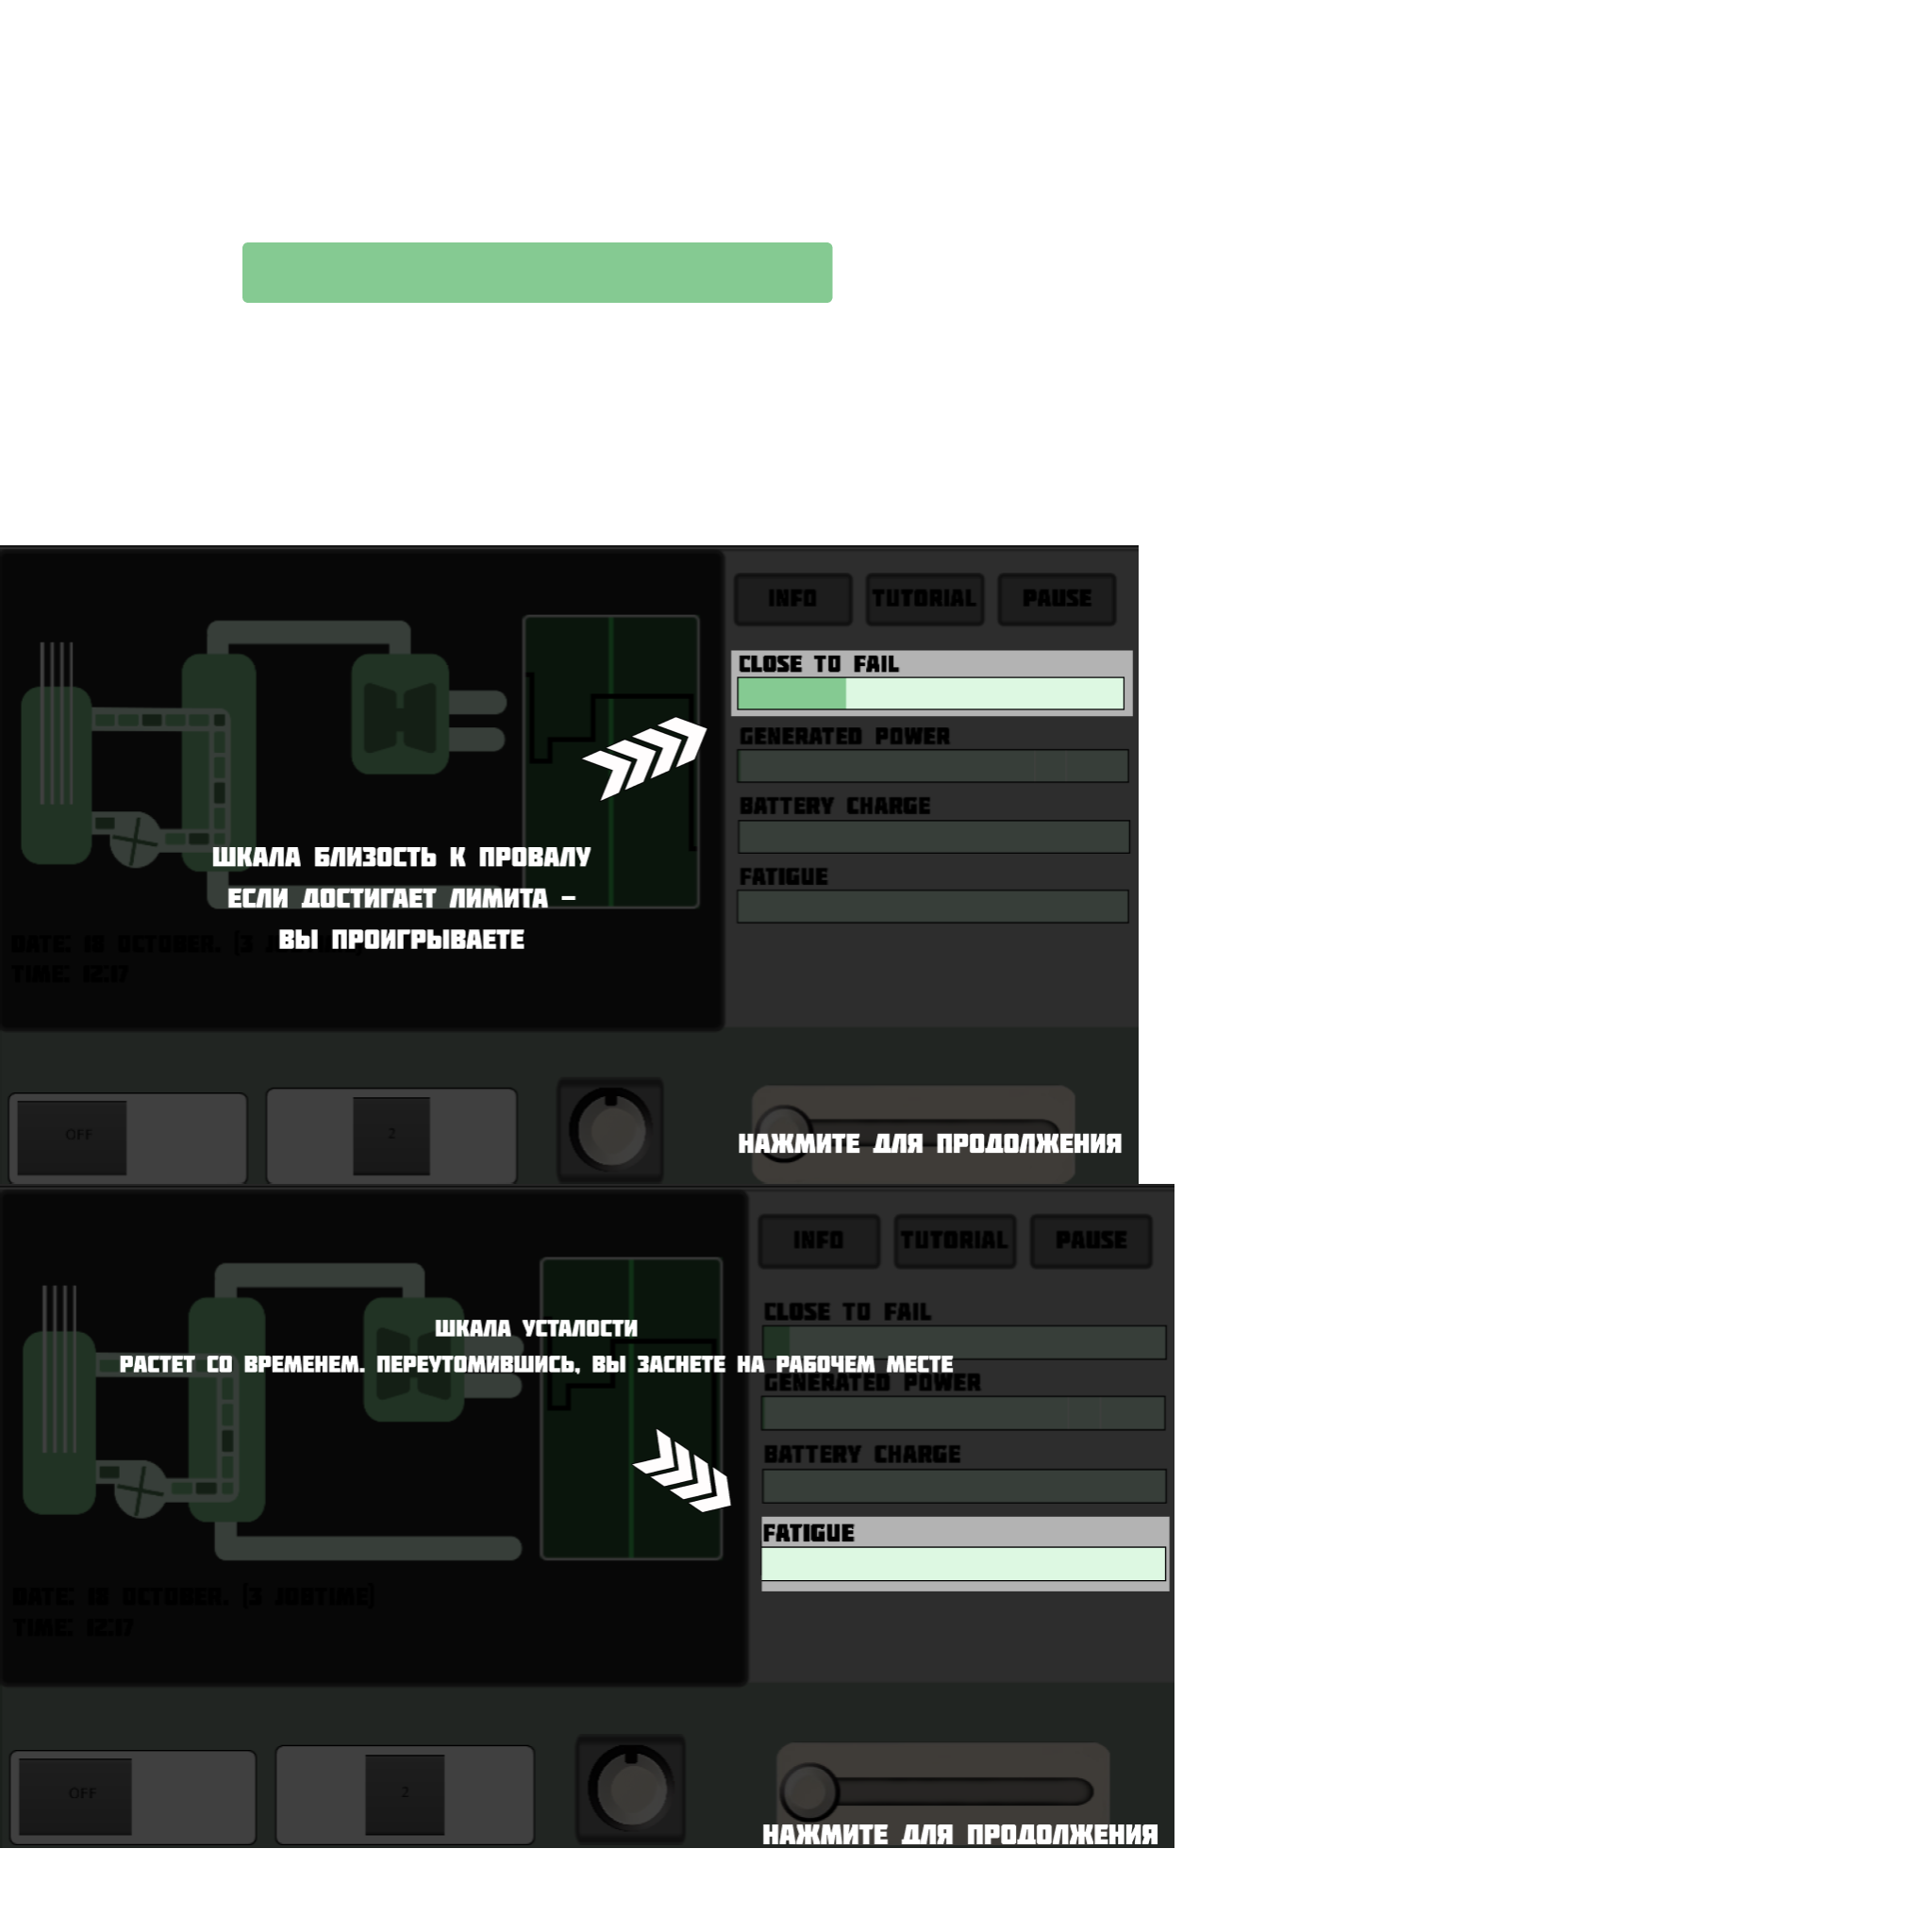 INFO TUTORIAL PAUSE
CLOSE TO FAIL
GENERATED POWER
BATTERY CHARGE
FATIGUE
ШКАЛА БЛИЗОСТЬ К ПРОВАЛУ
ЕСЛИ ДОСТИГАЕТ ЛИМИТА –
ВЫ ПРОИГРЫВАЕТЕ
DATE: 18 OCTOBER. (3
TIME: 12:17
OFF
2
НАЖМИТЕ ДЛЯ ПРОДОЛЖЕНИЯ
INFO TUTORIAL PAUSE
CLOSE TO FAIL
ШКАЛА УСТАЛОСТИ
РАСТЕТ СО ВРЕМЕНЕМ. ПЕРЕУТОМИВШИСЬ, ВЫ ЗАСНЕТЕ НА РАБОЧЕМ МЕСТЕ
GENERATED POWER
BATTERY CHARGE
FATIGUE
DATE: 18 OCTOBER. (3 JOBTIME)
TIME: 12:17
OFF
2
НАЖМИТЕ ДЛЯ ПРОДОЛЖЕНИЯ